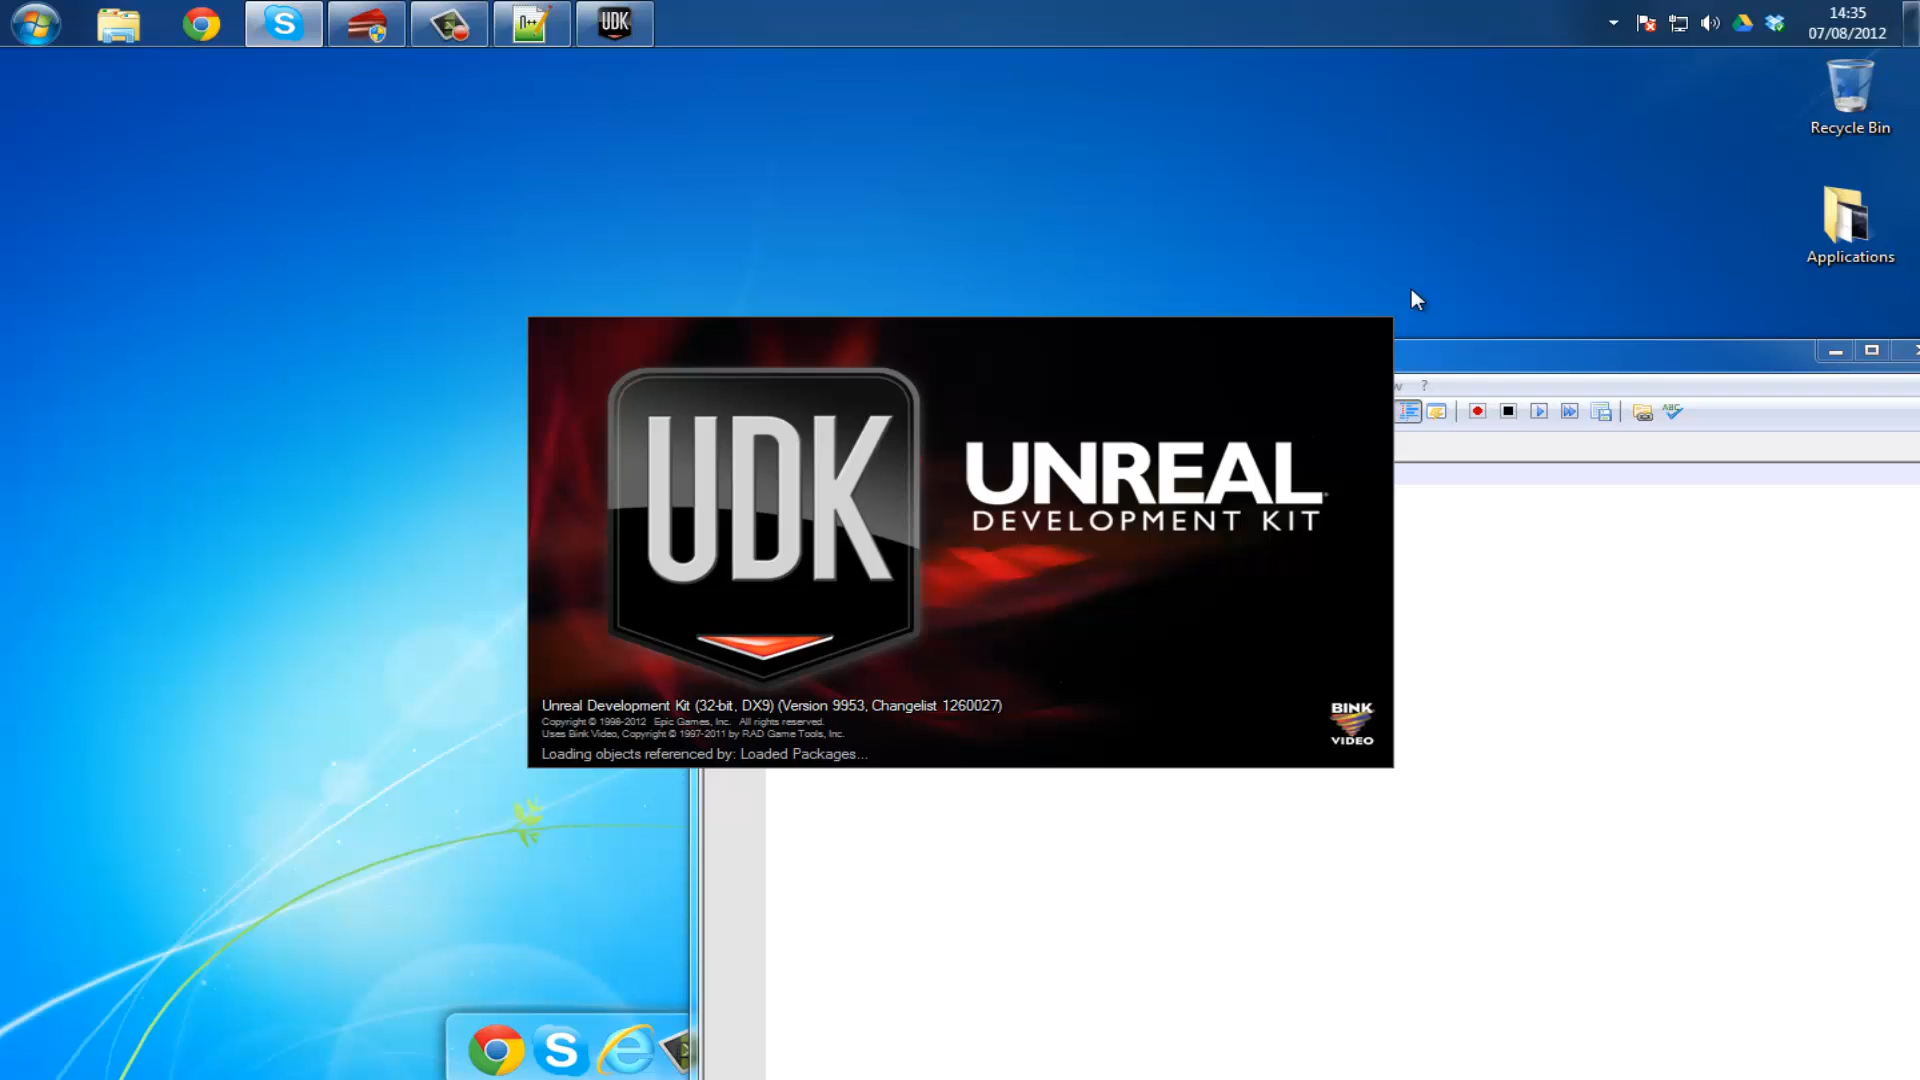 n++
UDK
14:35
07/08/2012
Recycle Bin
Applications
?
ABC
UDK
UNREAL
DEVELOPMENT KIT
Unreal Development Kit (32-bit, DX9) (Version 9953, Changelist 1260027)
Copyright © 1998-2012 Epic Games, Inc. All rights reserved.
Uses Bink Video, Copyright © 1997-2011 by RAD Game Tools, Inc.
Loading objects referenced by: Loaded Packages...
BINK
VIDEO